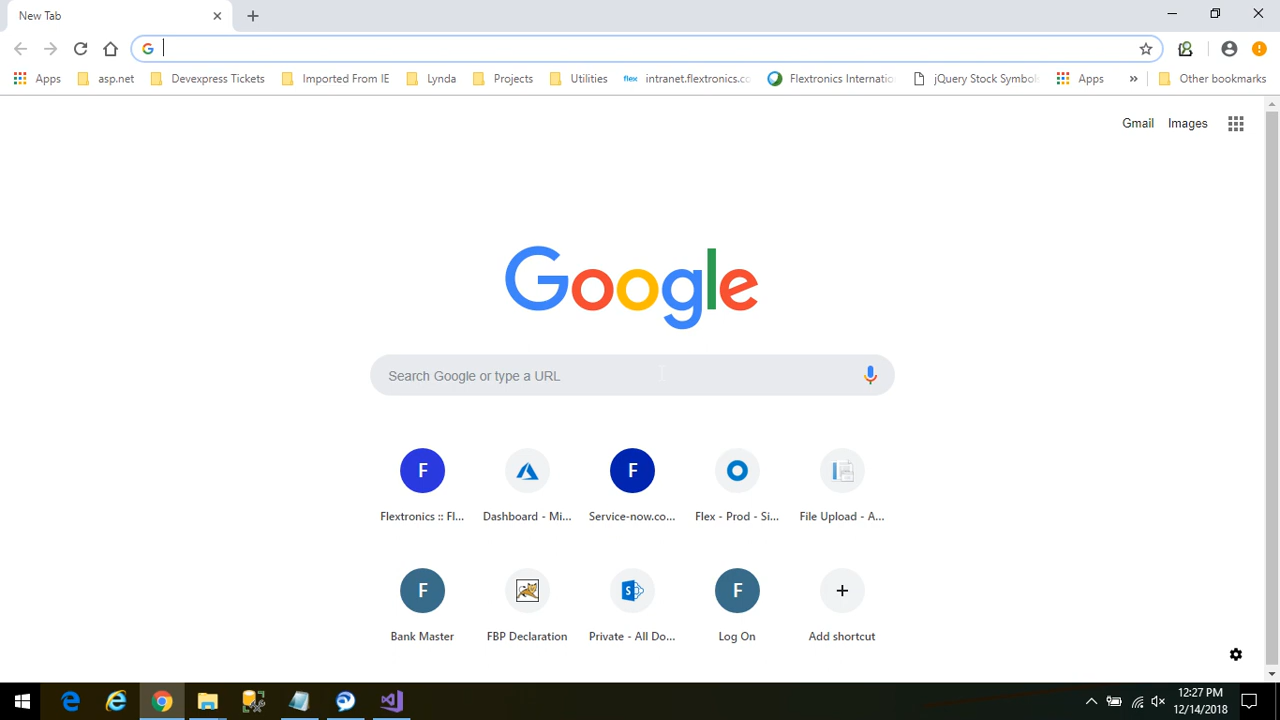 New Tab
Apps asp.net Devexpress Tickets Imported From IE Lynda Projects Utilities flex intranet.flextronics.cc Flextronics Internatio jQuery Stock Symbol Apps » Other bookmarks
Gmail Images
Google
Search Google or type a URL
F F
Flextronics :: Fl... Dashboard - Mi... Service-now.co... Flex - Prod - Si... File Upload - A...
F S F
Bank Master FBP Declaration Private - All Do... Log On Add shortcut
12:27 PM
12/14/2018